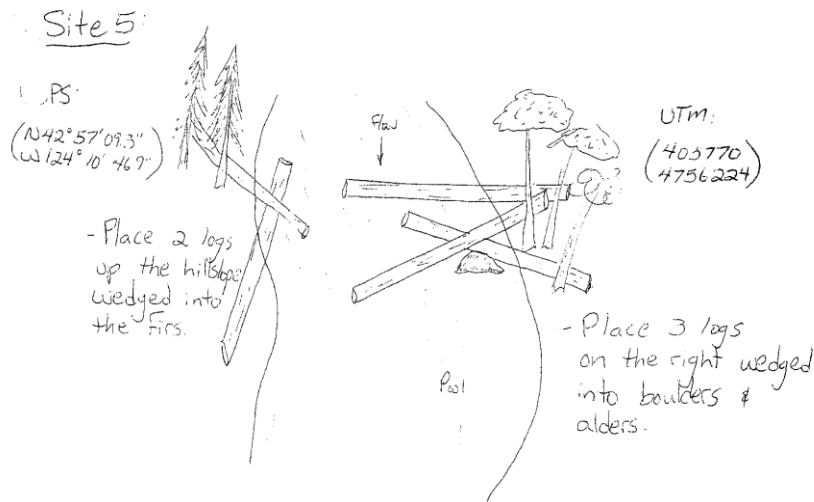 Site 5:
PS:
(N42°57'09.3"
W124°10'46.9")
Flow
UTM:
(405770
4756224)
- Place 2 logs
up the hillslope
wedged into
the Firs.
- Place 3 logs
on the right wedged
into boulders &
alders.
Pool